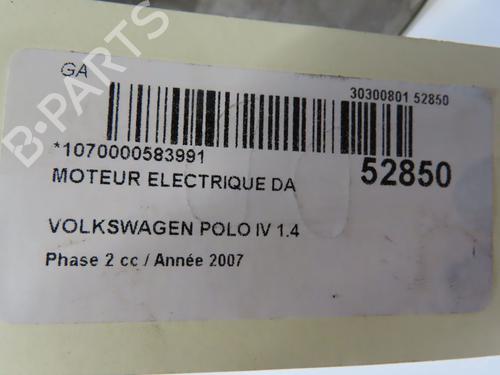 GA
30300801 52850
*1070000583991
52850
MOTEUR ELECTRIQUE DA
VOLKSWAGEN POLO IV 1.4
Phase 2 cc / Année 2007
B-PARTS